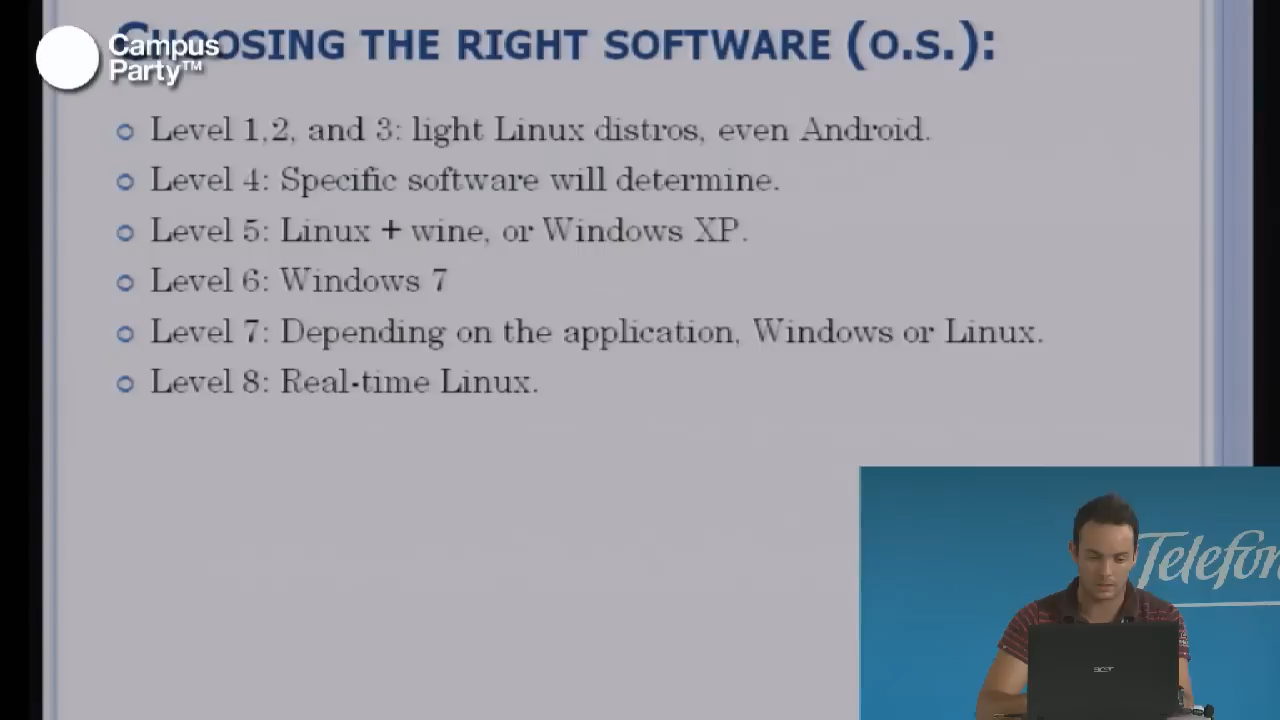 Campus
Party™
CHOOSING THE RIGHT SOFTWARE (O.S.):
Level 1,2, and 3: light Linux distros, even Android.
Level 4: Specific software will determine.
Level 5: Linux + wine, or Windows XP.
Level 6: Windows 7
Level 7: Depending on the application, Windows or Linux.
Level 8: Real-time Linux.
Telefon
acer